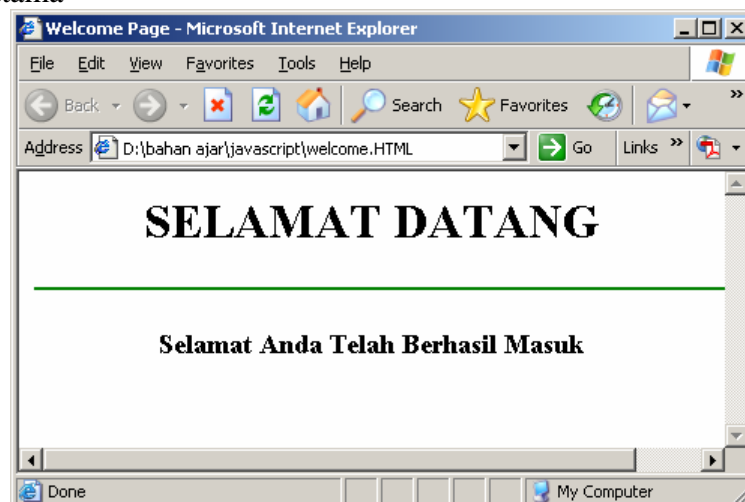 Welcome Page - Microsoft Internet Explorer
File Edit View Favorites Tools Help
Back Search Favorites »
Address D:\bahan ajar\javascript\welcome.HTML Go Links »
SELAMAT DATANG
Selamat Anda Telah Berhasil Masuk
Done My Computer